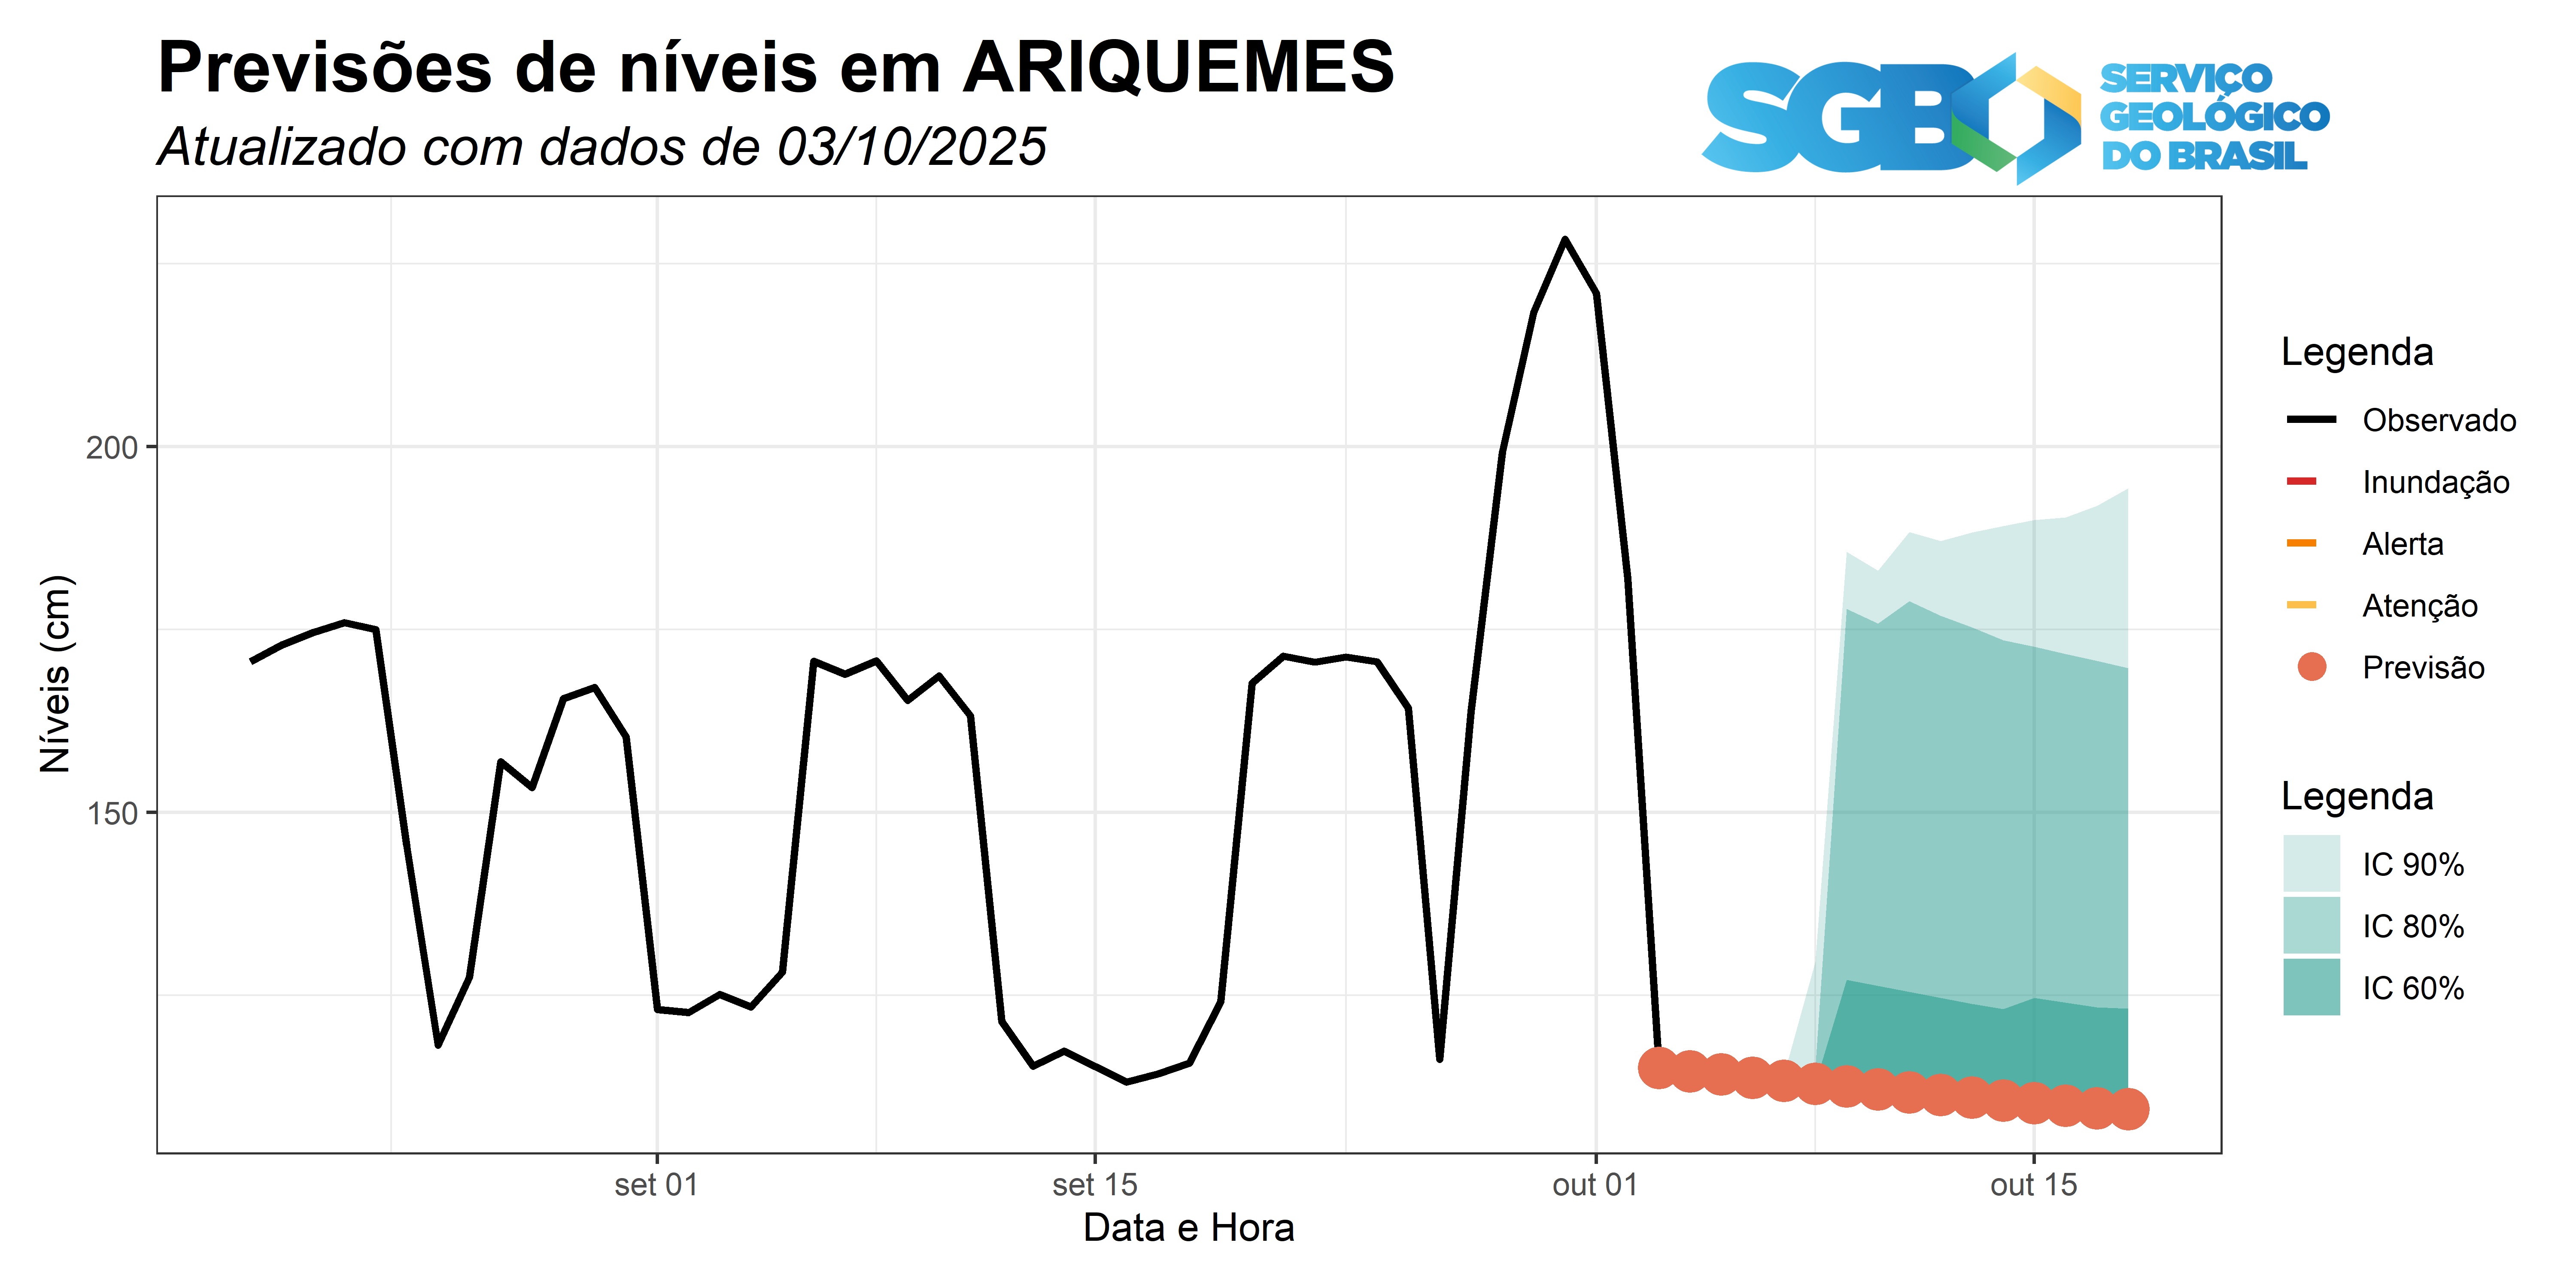 Previsões de níveis em ARIQUEMES
Atualizado com dados de 03/10/2025
SGB
SERVIÇO
GEOLÓGICO
DO BRASIL
Níveis (cm)
200
150
set 01
set 15
out 01
out 15
Data e Hora
Legenda
Observado
Inundação
Alerta
Atenção
Previsão
Legenda
IC 90%
IC 80%
IC 60%